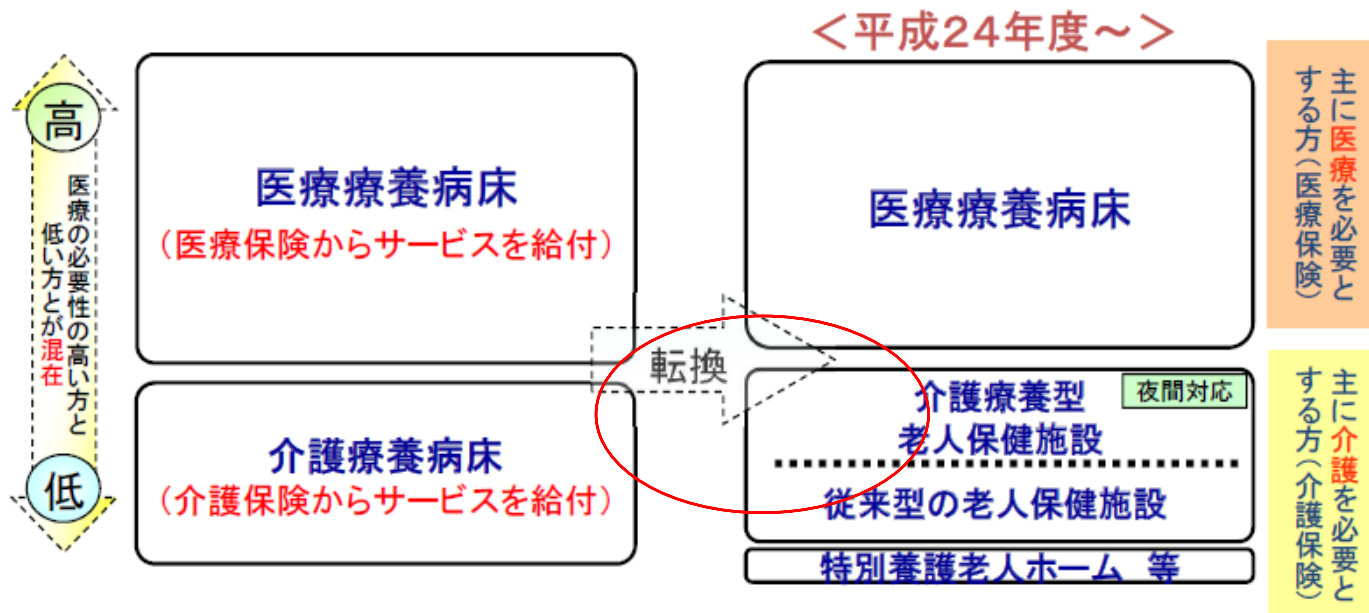 <平成24年度~>
高
医療の必要性の高い方と
低い方とが混在
低
医療療養病床
(医療保険からサービスを給付)
介護療養病床
(介護保険からサービスを給付)
転換
医療療養病床
介護療養型
老人保健施設
夜間対応
従来型の老人保健施設
特別養護老人ホーム 等
主に医療を必要と
する方(医療保険)
主に介護を必要と
する方(介護保険)